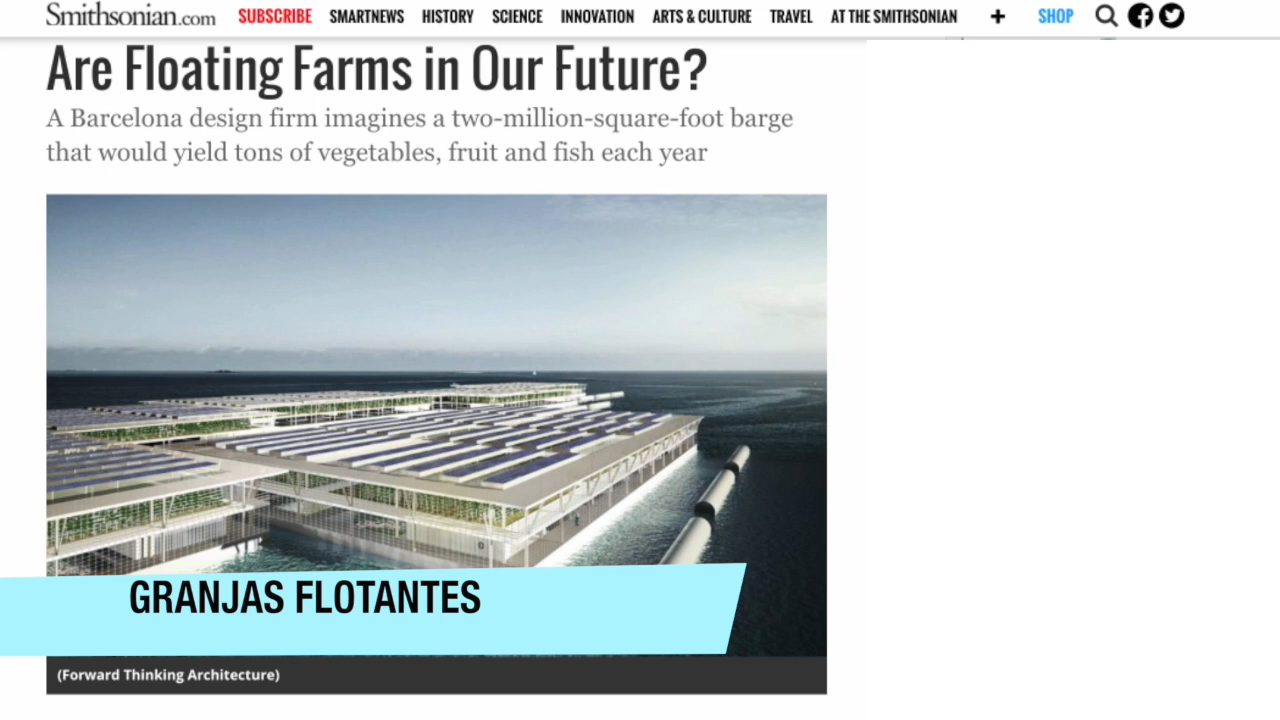 Smithsonian.com SUBSCRIBE SMARTNEWS HISTORY SCIENCE INNOVATION ARTS & CULTURE TRAVEL AT THE SMITHSONIAN + SHOP
Are Floating Farms in Our Future?
A Barcelona design firm imagines a two-million-square-foot barge
that would yield tons of vegetables, fruit and fish each year
GRANJAS FLOTANTES
(Forward Thinking Architecture)